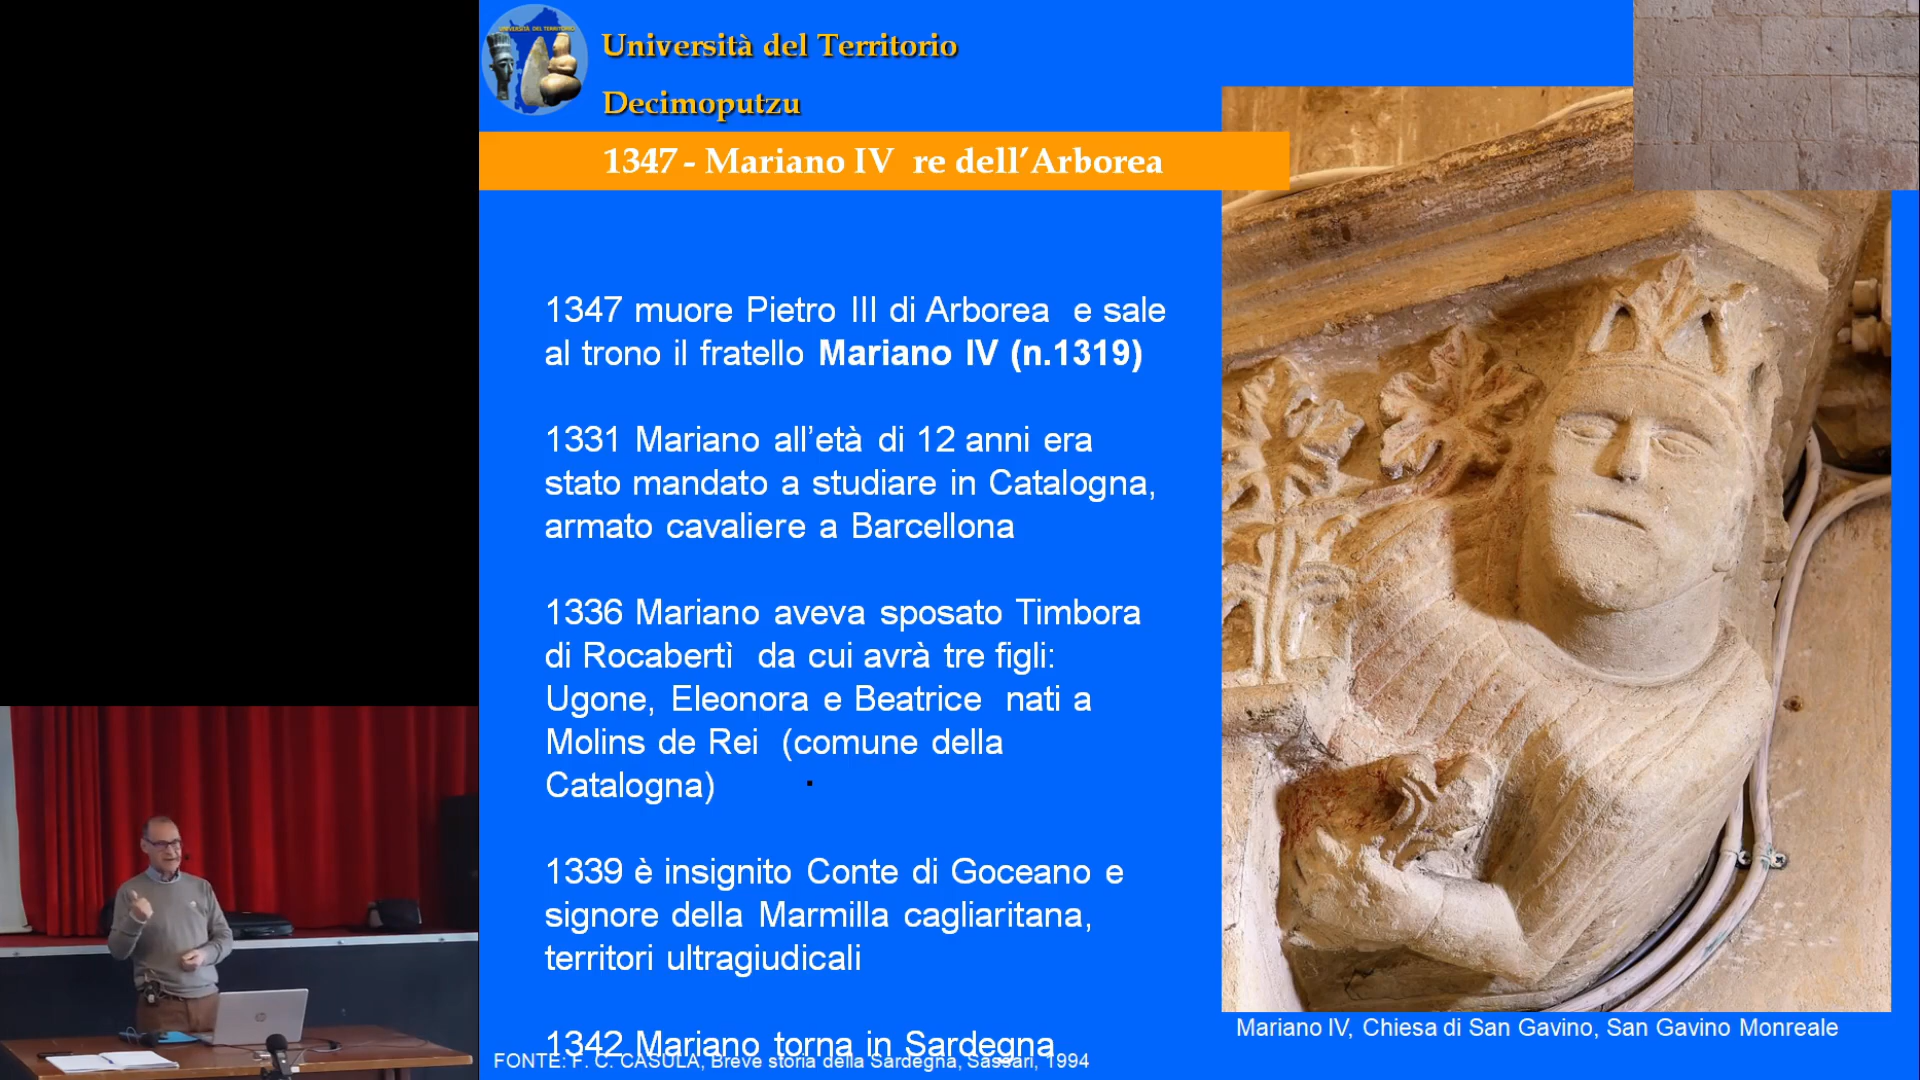 UNIVERSITÀ DEL TERRITORIO
Università del Territorio
Decimoputzu
1347 - Mariano IV re dell’Arborea
1347 muore Pietro III di Arborea e sale
al trono il fratello Mariano IV (n.1319)
1331 Mariano all’età di 12 anni era
stato mandato a studiare in Catalogna,
armato cavaliere a Barcellona
1336 Mariano aveva sposato Timbora
di Rocabertì da cui avrà tre figli:
Ugone, Eleonora e Beatrice nati a
Molins de Rei (comune della
Catalogna)
1339 è insignito Conte di Goceano e
signore della Marmilla cagliaritana,
territori ultragiudicali
1342 Mariano torna in Sardegna
FONTE: F. C. CASULA, Breve storia della Sardegna, Sassari, 1994
Mariano IV, Chiesa di San Gavino, San Gavino Monreale